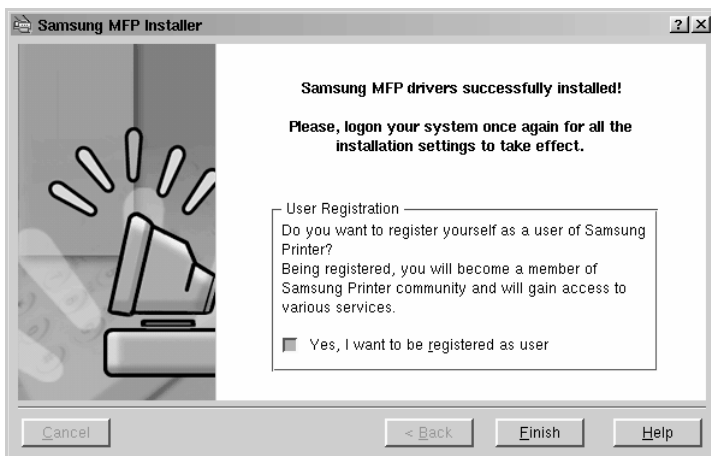 Samsung MFP Installer
Samsung MFP drivers successfully installed!
Please, logon your system once again for all the
installation settings to take effect.
User Registration
Do you want to register yourself as a user of Samsung
Printer?
Being registered, you will become a member of
Samsung Printer community and will gain access to
various services.
Yes, I want to be registered as user
Cancel
< Back
Finish
Help